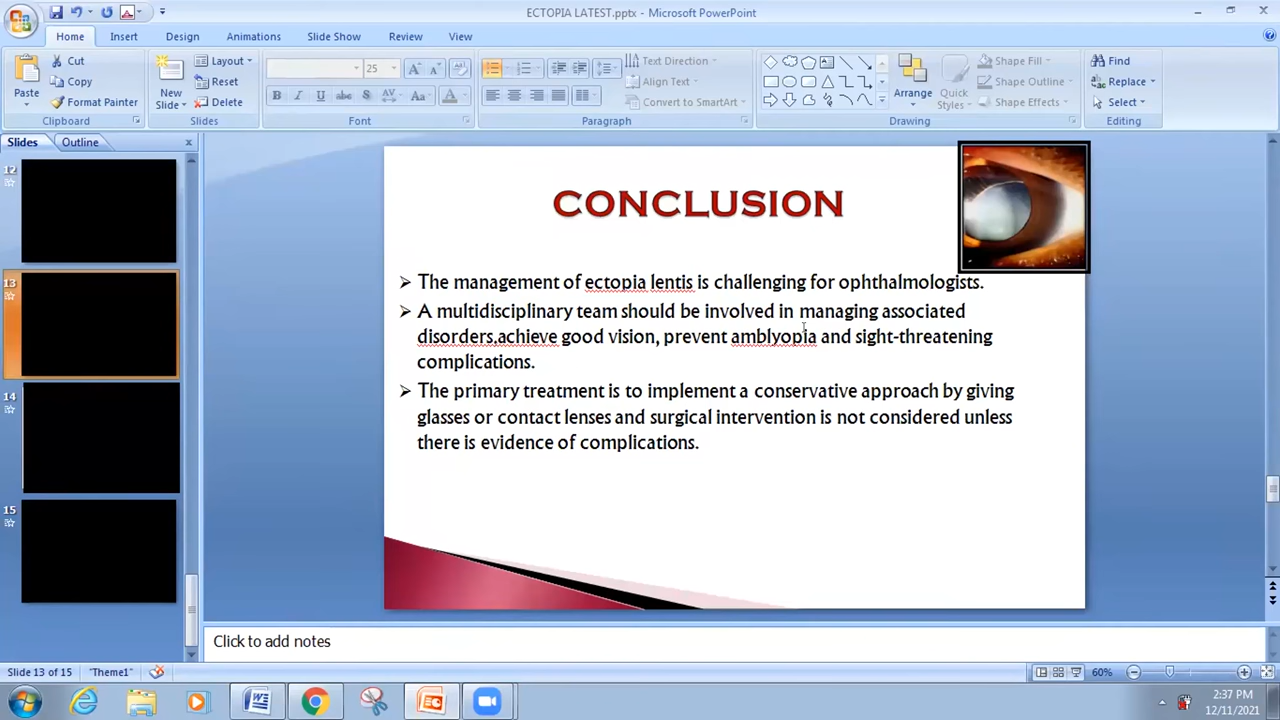 ECTOPIA LATEST.pptx - Microsoft PowerPoint
Home Insert Design Animations Slide Show Review View
Paste
Cut
Copy
Format Painter
Clipboard
New
Slide
Layout
Reset
Delete
Slides
25
B I U abc S AV Aa A
Font
Text Direction
Align Text
Convert to SmartArt
Paragraph
Arrange
Quick
Styles
Shape Fill
Shape Outline
Shape Effects
Drawing
Find
Replace
Select
Editing
Slides Outline
12
13
14
15
CONCLUSION
The management of ectopia lentis is challenging for ophthalmologists.
A multidisciplinary team should be involved in managing associated
disorders,achieve good vision, prevent amblyopia and sight-threatening
complications.
The primary treatment is to implement a conservative approach by giving
glasses or contact lenses and surgical intervention is not considered unless
there is evidence of complications.
Click to add notes
Slide 13 of 15 "Theme1" 60%
2:37 PM
12/11/2021